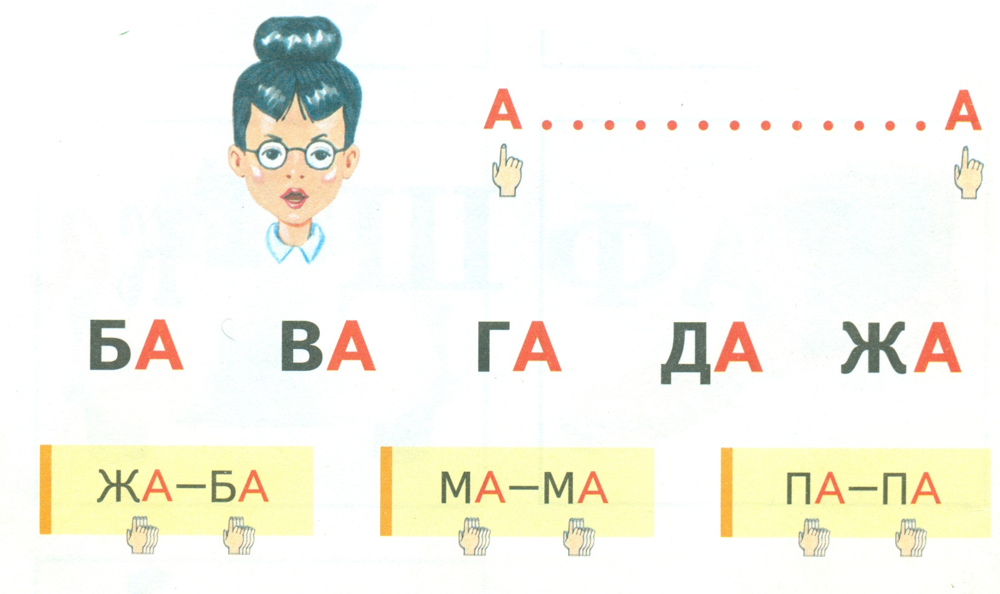 А . . . . . . . . . . . . . А
БА ВА ГА ДА ЖА
ЖА—БА МА—МА ПА—ПА